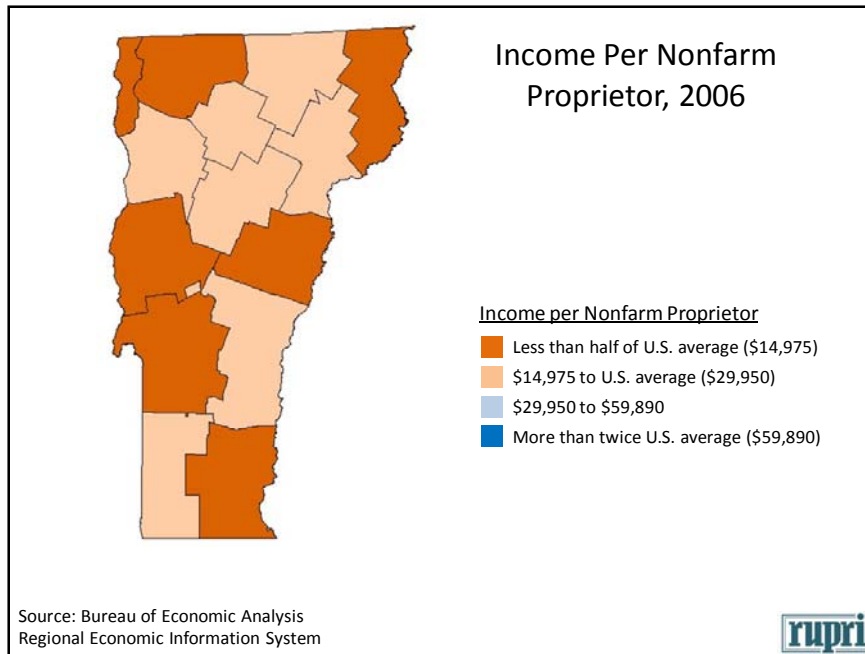 Income Per Nonfarm
Proprietor, 2006
Income per Nonfarm Proprietor
Less than half of U.S. average ($14,975)
$14,975 to U.S. average ($29,950)
$29,950 to $59,890
More than twice U.S. average ($59,890)
Source: Bureau of Economic Analysis
Regional Economic Information System
rupri